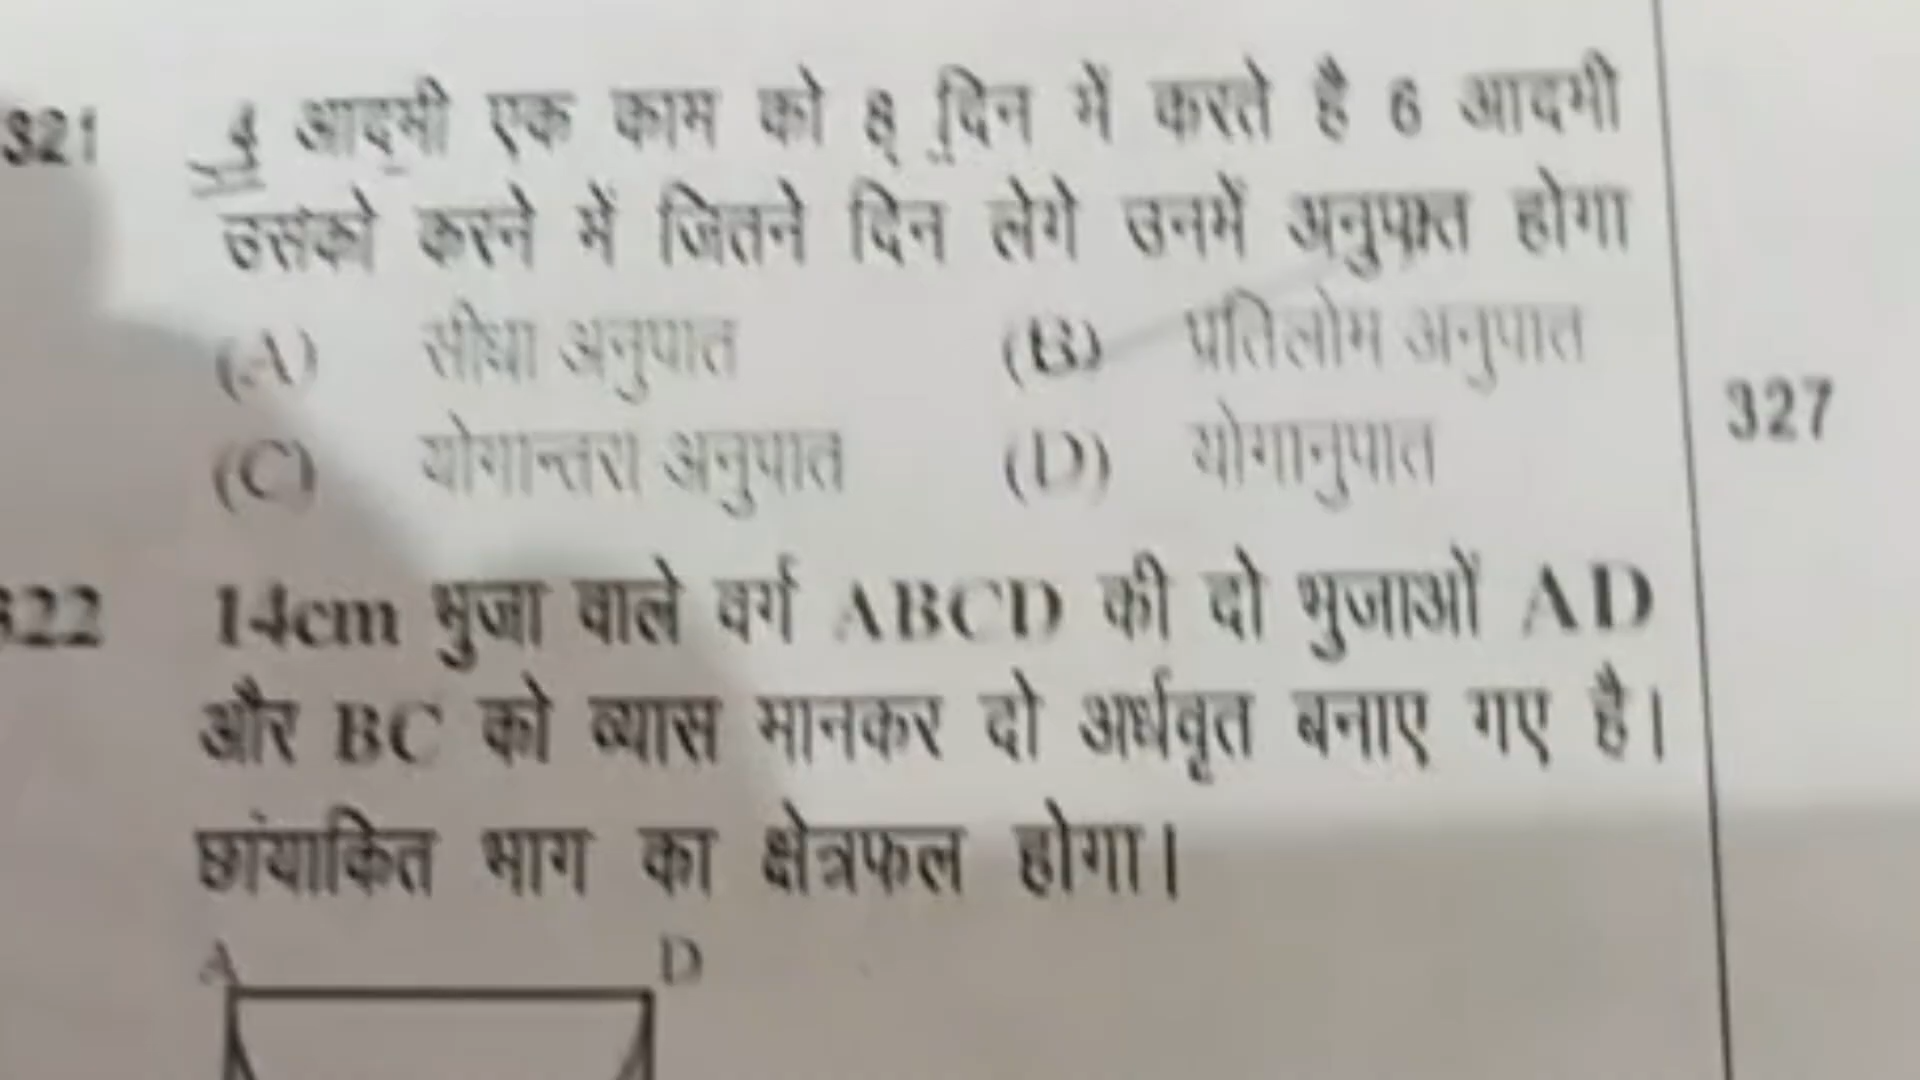 321 4 आदमी एक काम को 8 दिन में करते है 6 आदमी
उसको करने में जितने दिन लेगे उनमें अनुपात होगा
(A) सीधा अनुपात (B) प्रतिलोम अनुपात
(C) योगान्तरा अनुपात (D) योगानुपात
327
322 14cm भुजा वाले वर्ग ABCD की दो भुजाओं AD
और BC को व्यास मानकर दो अर्धवृत बनाए गए है।
छांयाकित भाग का क्षेत्रफल होगा।
A D